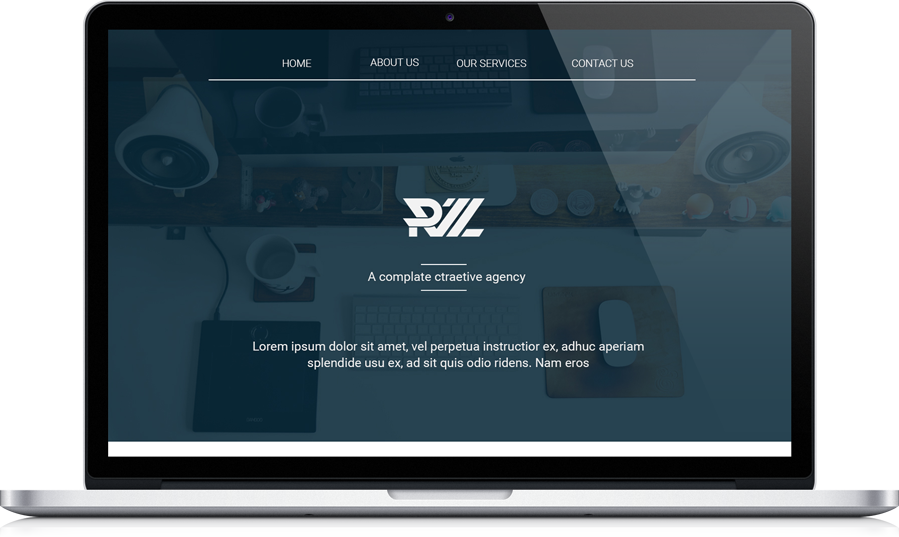 HOME ABOUT US OUR SERVICES CONTACT US
A complate ctraetive agency
Lorem ipsum dolor sit amet, vel perpetua instructior ex, adhuc aperiam
splendide usu ex, ad sit quis odio ridens. Nam eros